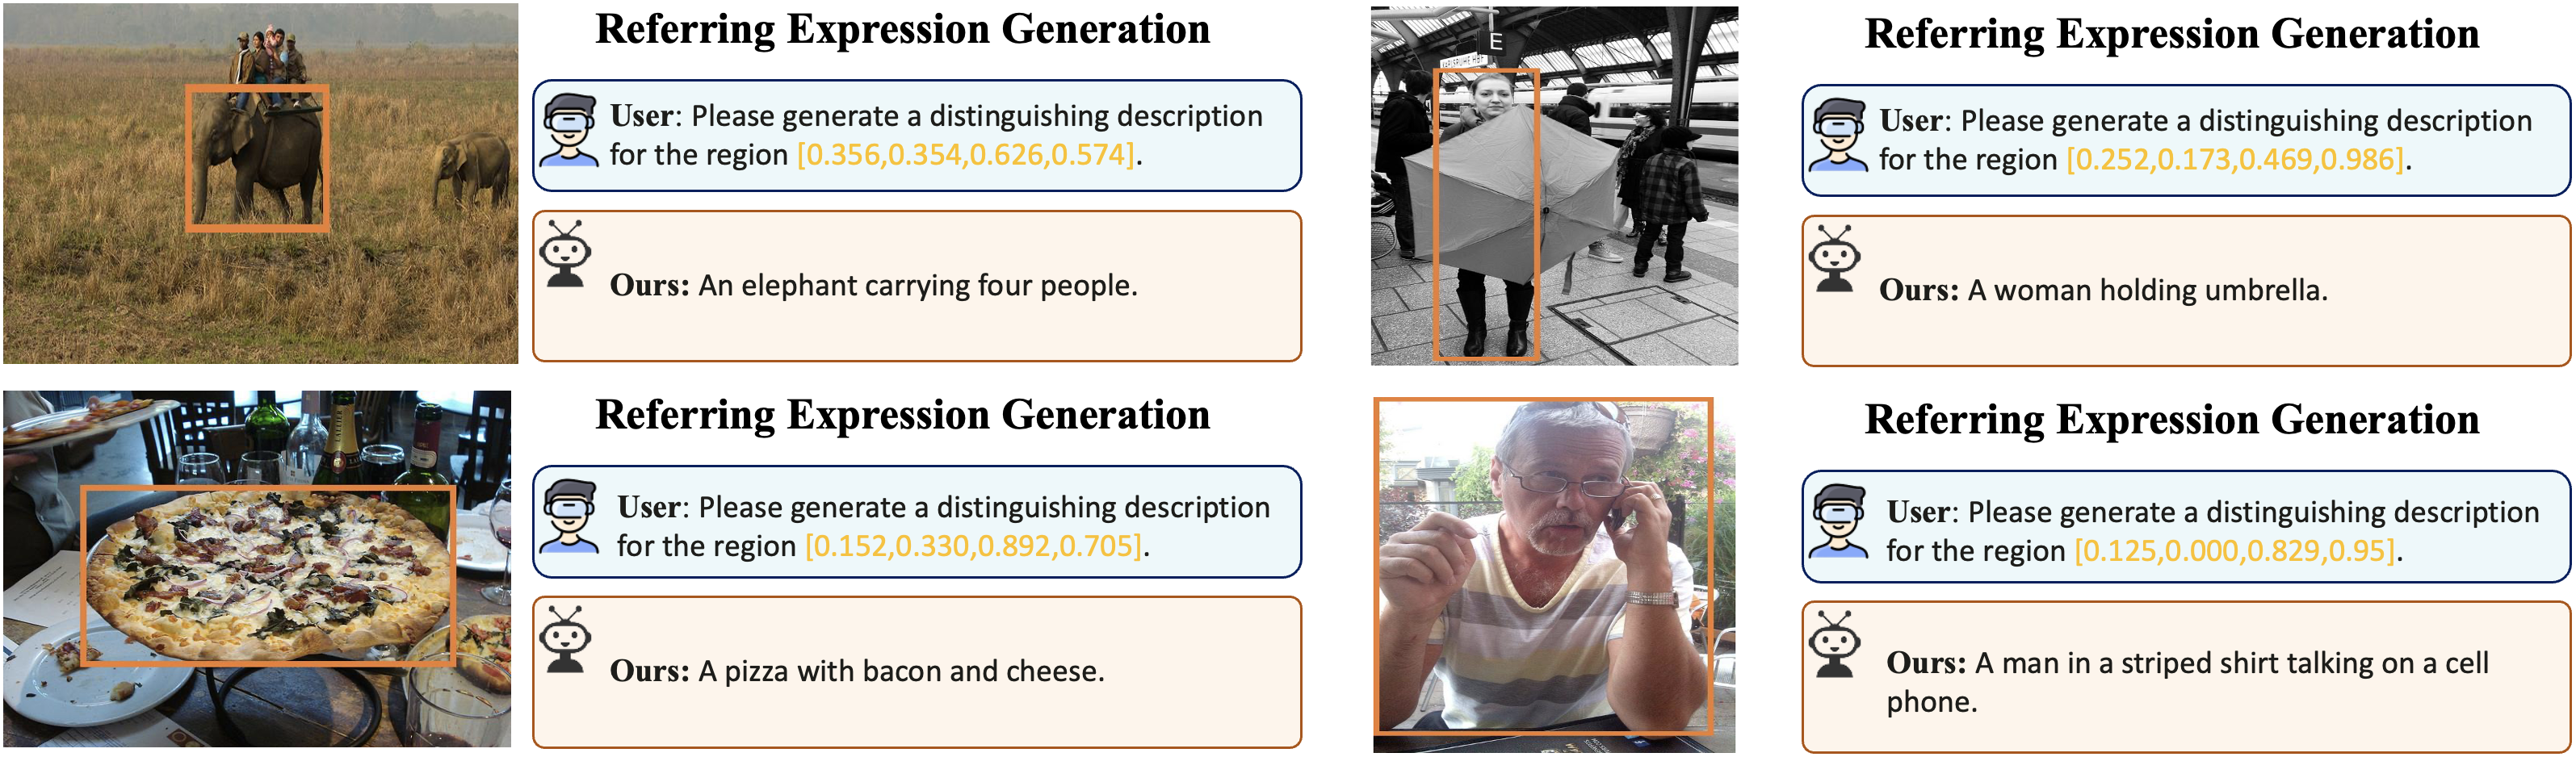 Referring Expression Generation
User: Please generate a distinguishing description
for the region [0.356,0.354,0.626,0.574].
Ours: An elephant carrying four people.
E
KARLSRUHE HBF
Referring Expression Generation
User: Please generate a distinguishing description
for the region [0.252,0.173,0.469,0.986].
Ours: A woman holding umbrella.
Referring Expression Generation
User: Please generate a distinguishing description
for the region [0.152,0.330,0.892,0.705].
Ours: A pizza with bacon and cheese.
Referring Expression Generation
User: Please generate a distinguishing description
for the region [0.125,0.000,0.829,0.95].
Ours: A man in a striped shirt talking on a cell
phone.